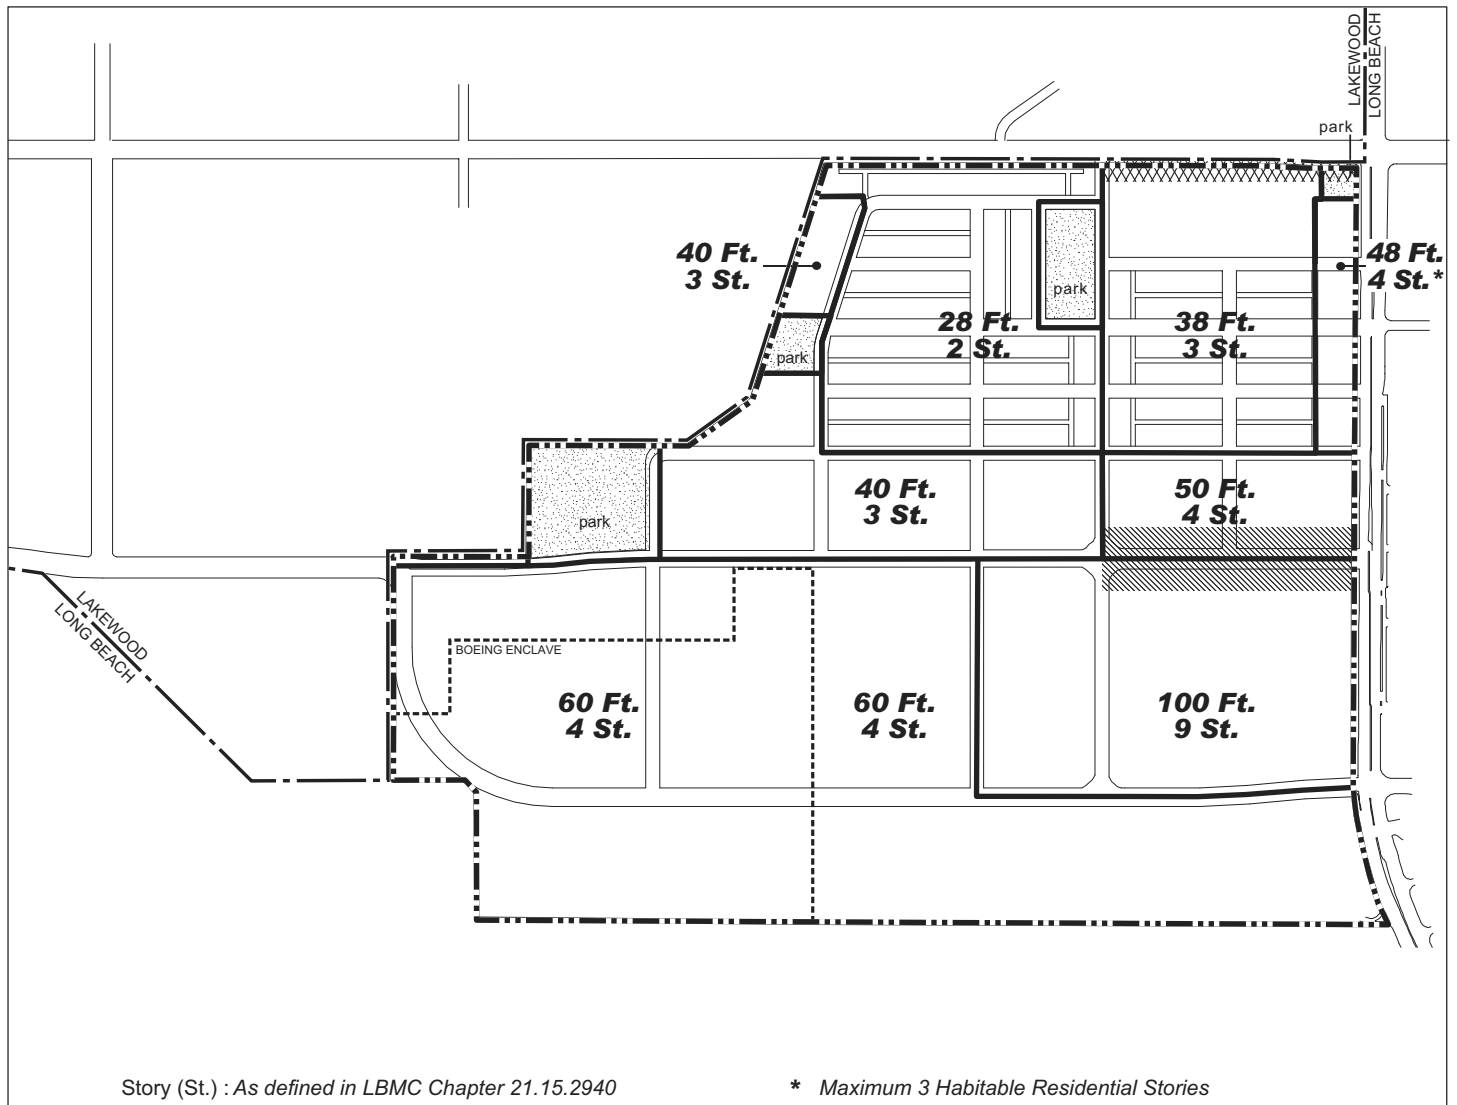 LAKEWOOD
LONG BEACH
park
40 Ft.
3 St.
48 Ft.
4 St.*
park
28 Ft.
2 St.
38 Ft.
3 St.
park
40 Ft.
3 St.
50 Ft.
4 St.
park
LAKEWOOD
LONG BEACH
BOEING ENCLAVE
60 Ft.
4 St.
60 Ft.
4 St.
100 Ft.
9 St.
Story (St.) : As defined in LBMC Chapter 21.15.2940
* Maximum 3 Habitable Residential Stories